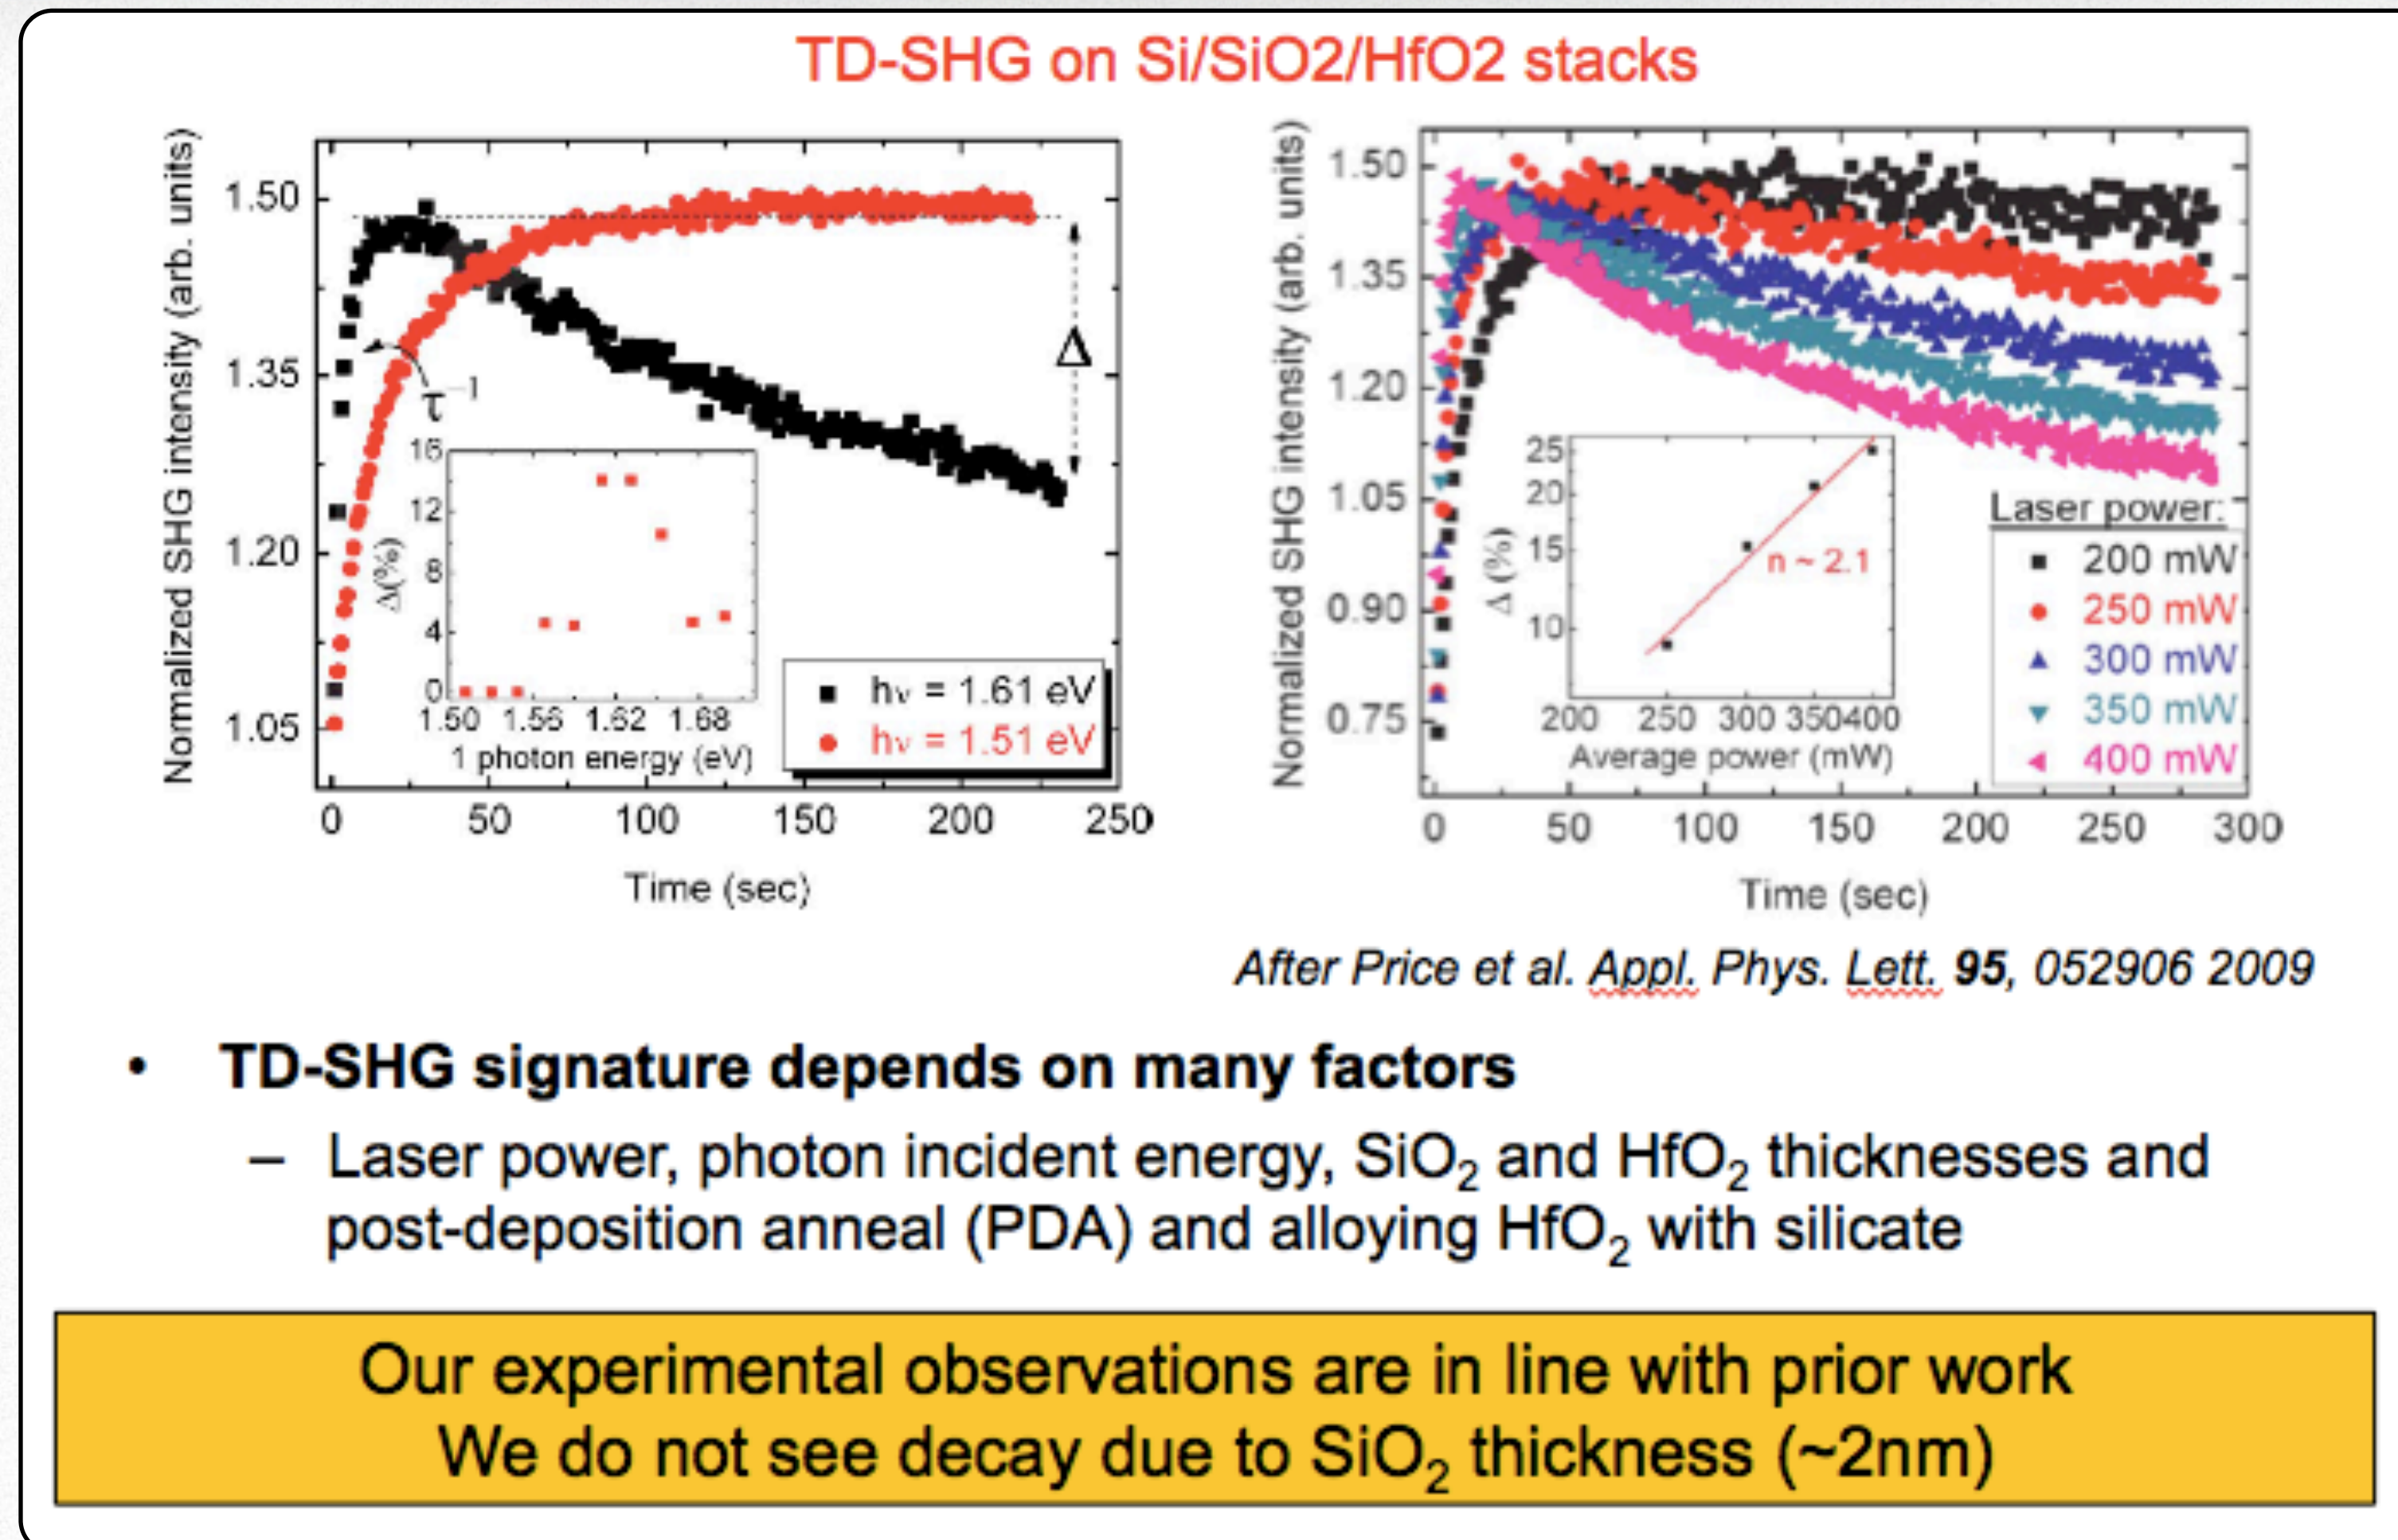 TD-SHG on Si/SiO2/HfO2 stacks
Normalized SHG intensity (arb. units)
1.50
1.35
1.20
1.05
τ⁻¹
Δ
Δ(%)
16
12
8
4
0
1.50 1.56 1.62 1.68
1 photon energy (eV)
hν = 1.61 eV
hν = 1.51 eV
0 50 100 150 200 250
Time (sec)
Normalized SHG intensity (arb. units)
1.50
1.35
1.20
1.05
0.90
0.75
Δ (%)
25
20
15
10
n ~ 2.1
200 250 300 350 400
Average power (mW)
Laser power:
200 mW
250 mW
300 mW
350 mW
400 mW
0 50 100 150 200 250 300
Time (sec)
After Price et al. Appl. Phys. Lett. 95, 052906 2009
• TD-SHG signature depends on many factors
– Laser power, photon incident energy, SiO₂ and HfO₂ thicknesses and
post-deposition anneal (PDA) and alloying HfO₂ with silicate
Our experimental observations are in line with prior work
We do not see decay due to SiO₂ thickness (~2nm)